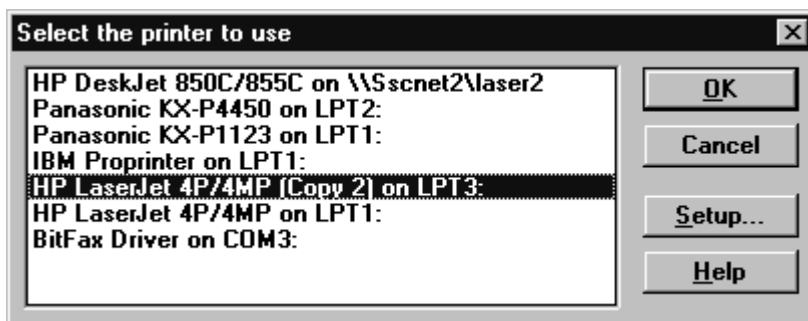 Select the printer to use
HP DeskJet 850C/855C on \\Sscnet2\laser2
Panasonic KX-P4450 on LPT2:
Panasonic KX-P1123 on LPT1:
IBM Proprinter on LPT1:
HP LaserJet 4P/4MP (Copy 2) on LPT3:
HP LaserJet 4P/4MP on LPT1:
BitFax Driver on COM3:
OK
Cancel
Setup...
Help